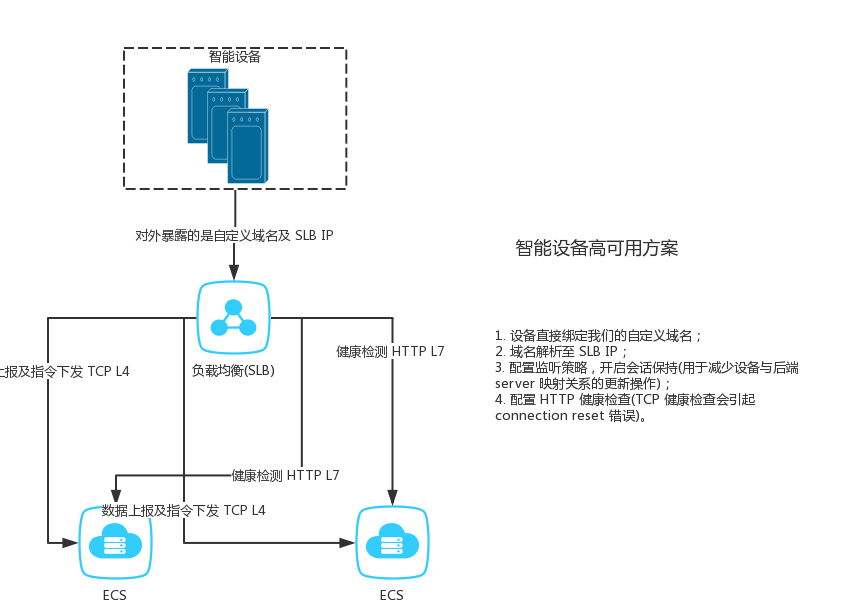 智能设备
对外暴露的是自定义域名及 SLB IP
智能设备高可用方案
1. 设备直接绑定我们的自定义域名；
2. 域名解析至 SLB IP；
3. 配置监听策略，开启会话保持(用于减少设备与后端
server 映射关系的更新操作)；
4. 配置 HTTP 健康检查(TCP 健康检查会引起
connection reset 错误)。
健康检测 HTTP L7
上报及指令下发 TCP L4
负载均衡(SLB)
健康检测 HTTP L7
数据上报及指令下发 TCP L4
ECS
ECS